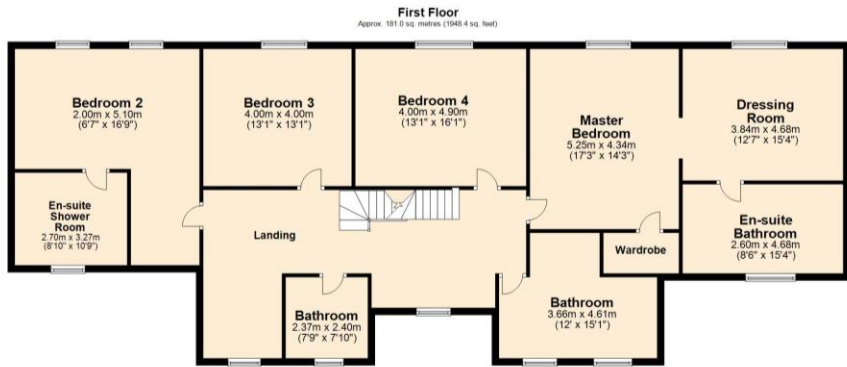 First Floor
Approx. 181.0 sq. metres (1948.4 sq. feet)
Bedroom 2
2.00m x 5.10m
(6'7" x 16'9")
Bedroom 3
4.00m x 4.00m
(13'1" x 13'1")
Bedroom 4
4.00m x 4.90m
(13'1" x 16'1")
Master
Bedroom
5.25m x 4.34m
(17'3" x 14'3")
Dressing
Room
3.84m x 4.68m
(12'7" x 15'4")
En-suite
Shower
Room
2.70m x 3.27m
(8'10" x 10'9")
Landing
En-suite
Bathroom
2.60m x 4.68m
(8'6" x 15'4")
Wardrobe
Bathroom
2.37m x 2.40m
(7'9" x 7'10")
Bathroom
3.66m x 4.61m
(12' x 15'1")